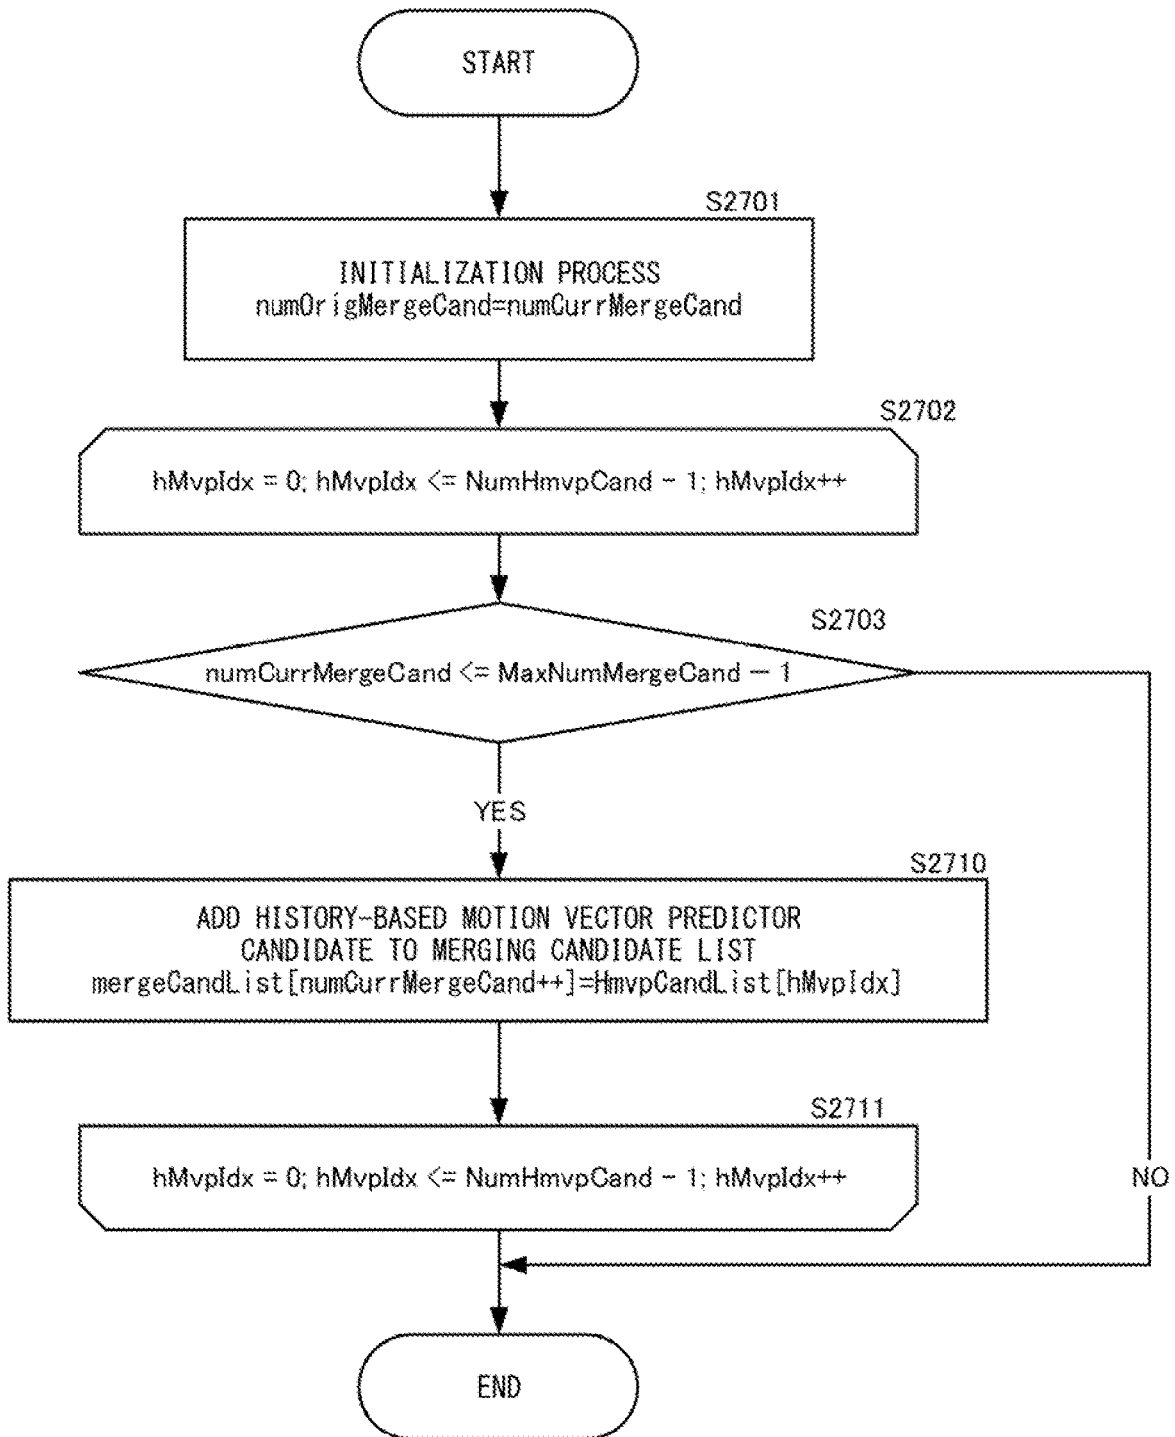 START
S2701
INITIALIZATION PROCESS
numOrigMergeCand=numCurrMergeCand
S2702
hMvpIdx = 0; hMvpIdx <= NumHmvpCand - 1; hMvpIdx++
S2703
numCurrMergeCand <= MaxNumMergeCand - 1
YES
S2710
ADD HISTORY-BASED MOTION VECTOR PREDICTOR
CANDIDATE TO MERGING CANDIDATE LIST
mergeCandList[numCurrMergeCand++]=HmvpCandList[hMvpIdx]
S2711
hMvpIdx = 0; hMvpIdx <= NumHmvpCand - 1; hMvpIdx++
NO
END